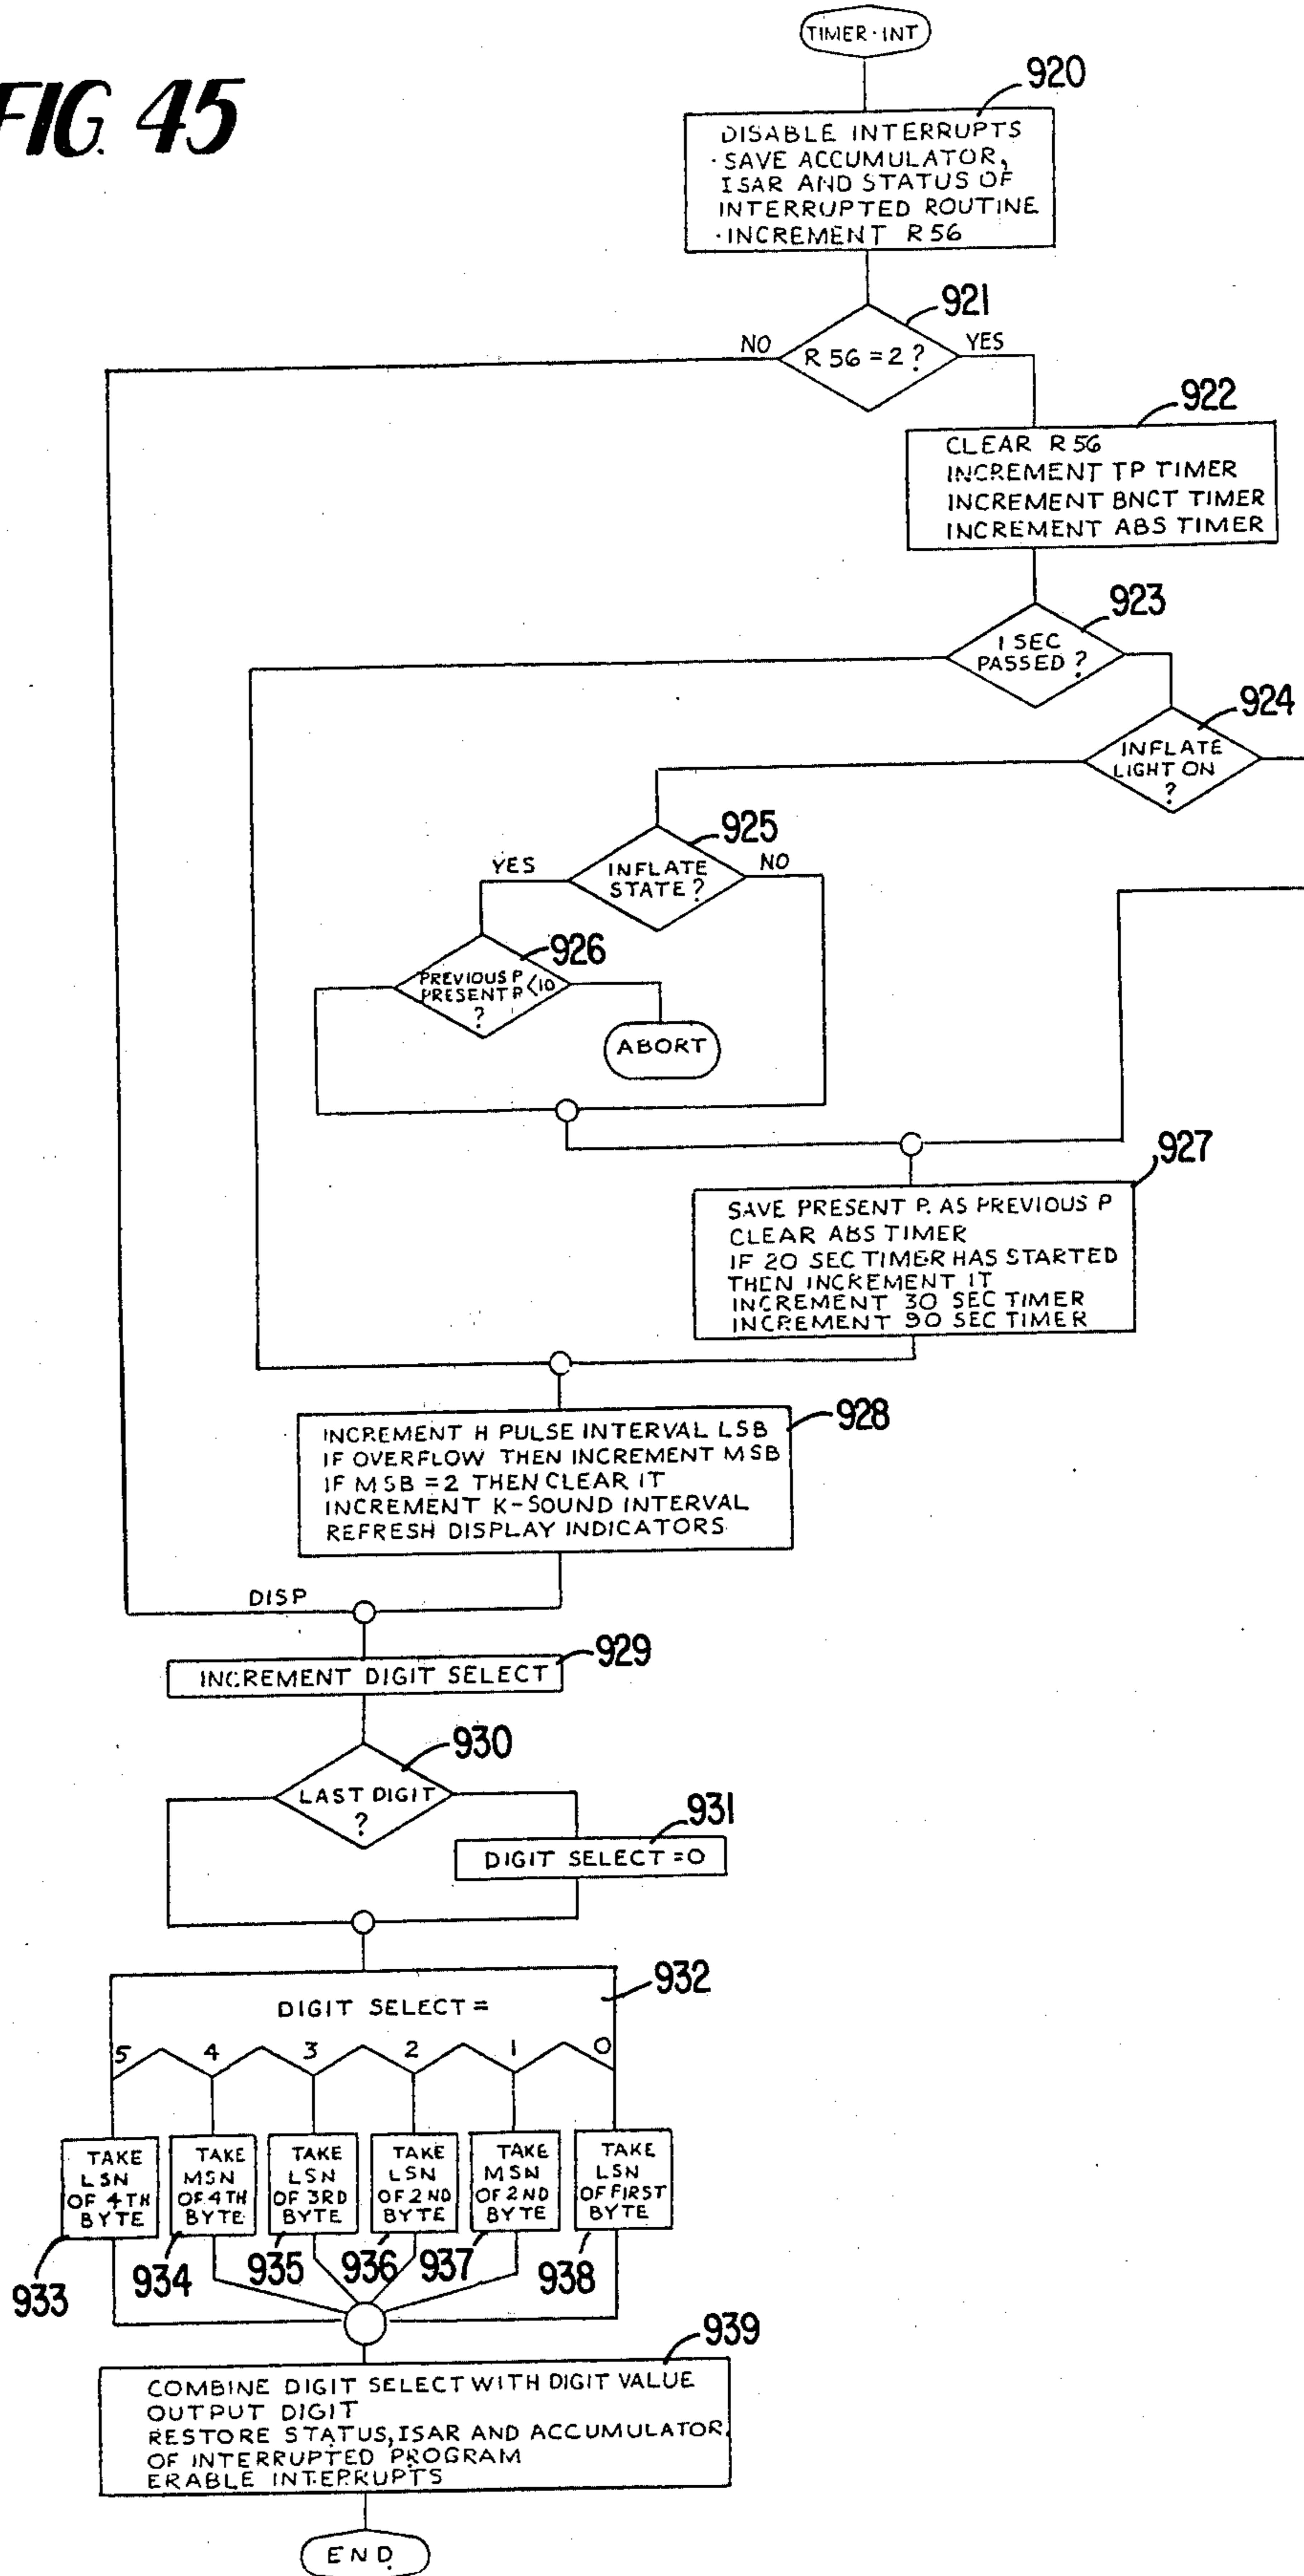 FIG. 45
TIMER·INT
920
DISABLE INTERRUPTS
·SAVE ACCUMULATOR,
ISAR AND STATUS OF
INTERRUPTED ROUTINE
·INCREMENT R56
921
NO
R56=2?
YES
922
CLEAR R56
INCREMENT TP TIMER
INCREMENT BNCT TIMER
INCREMENT ABS TIMER
923
1 SEC
PASSED?
924
INFLATE
LIGHT ON
?
925
YES
INFLATE
STATE?
NO
926
PREVIOUS P
PRESENT P <10
?
ABORT
927
SAVE PRESENT P. AS PREVIOUS P
CLEAR ABS TIMER
IF 20 SEC TIMER HAS STARTED
THEN INCREMENT IT
INCREMENT 30 SEC TIMER
INCREMENT 90 SEC TIMER
928
INCREMENT H PULSE INTERVAL LSB
IF OVERFLOW THEN INCREMENT MSB
IF MSB=2 THEN CLEAR IT
INCREMENT K-SOUND INTERVAL
REFRESH DISPLAY INDICATORS
DISP
929
INCREMENT DIGIT SELECT
930
LAST DIGIT
?
931
DIGIT SELECT=0
932
DIGIT SELECT=
5 4 3 2 1 0
TAKE
LSN
OF 4TH
BYTE
TAKE
MSN
OF 4TH
BYTE
TAKE
LSN
OF 3RD
BYTE
TAKE
LSN
OF 2ND
BYTE
TAKE
MSN
OF 2ND
BYTE
TAKE
LSN
OF FIRST
BYTE
933 934 935 936 937 938
939
COMBINE DIGIT SELECT WITH DIGIT VALUE
OUTPUT DIGIT
RESTORE STATUS, ISAR AND ACCUMULATOR.
OF INTERRUPTED PROGRAM
ERABLE INTEPRUPTS
END